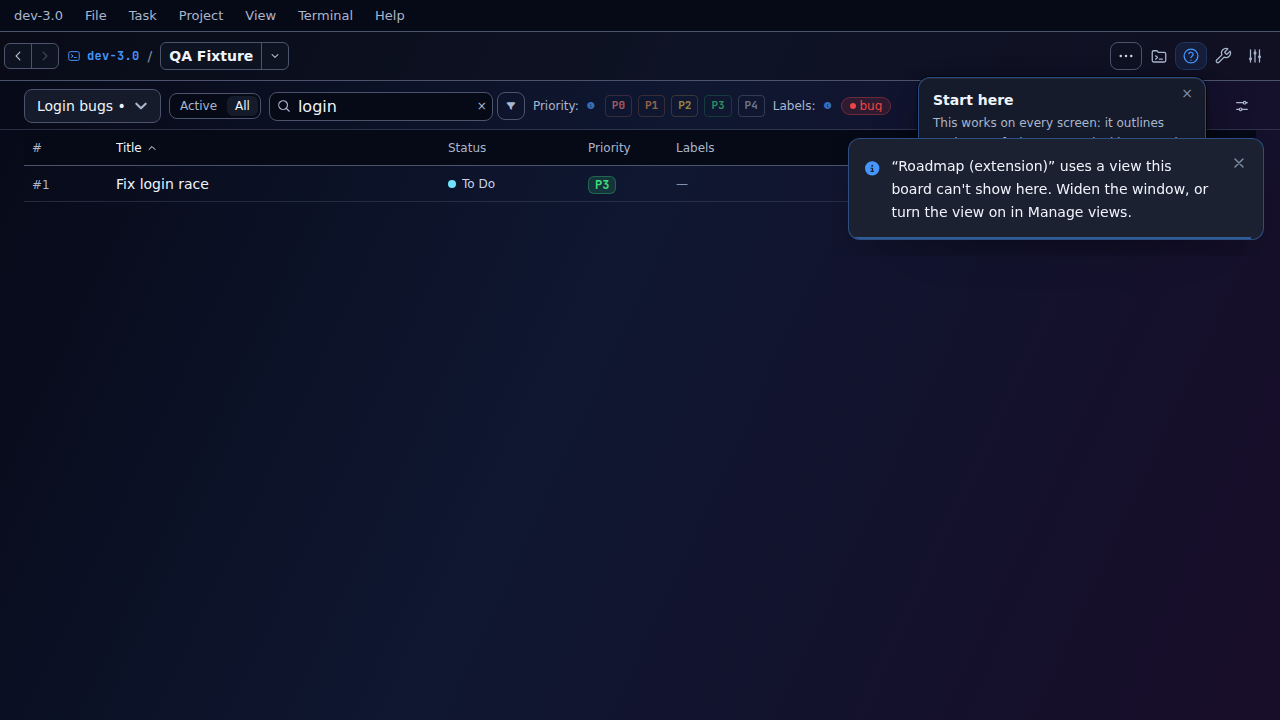 dev-3.0 File Task Project View Terminal Help
dev-3.0 / QA Fixture
Login bugs • Active All login × Priority: P0 P1 P2 P3 P4 Labels: bug
Start here
This works on every screen: it outlines
“Roadmap (extension)” uses a view this
board can't show here. Widen the window, or
turn the view on in Manage views.
# Title Status Priority Labels
#1 Fix login race To Do P3 —